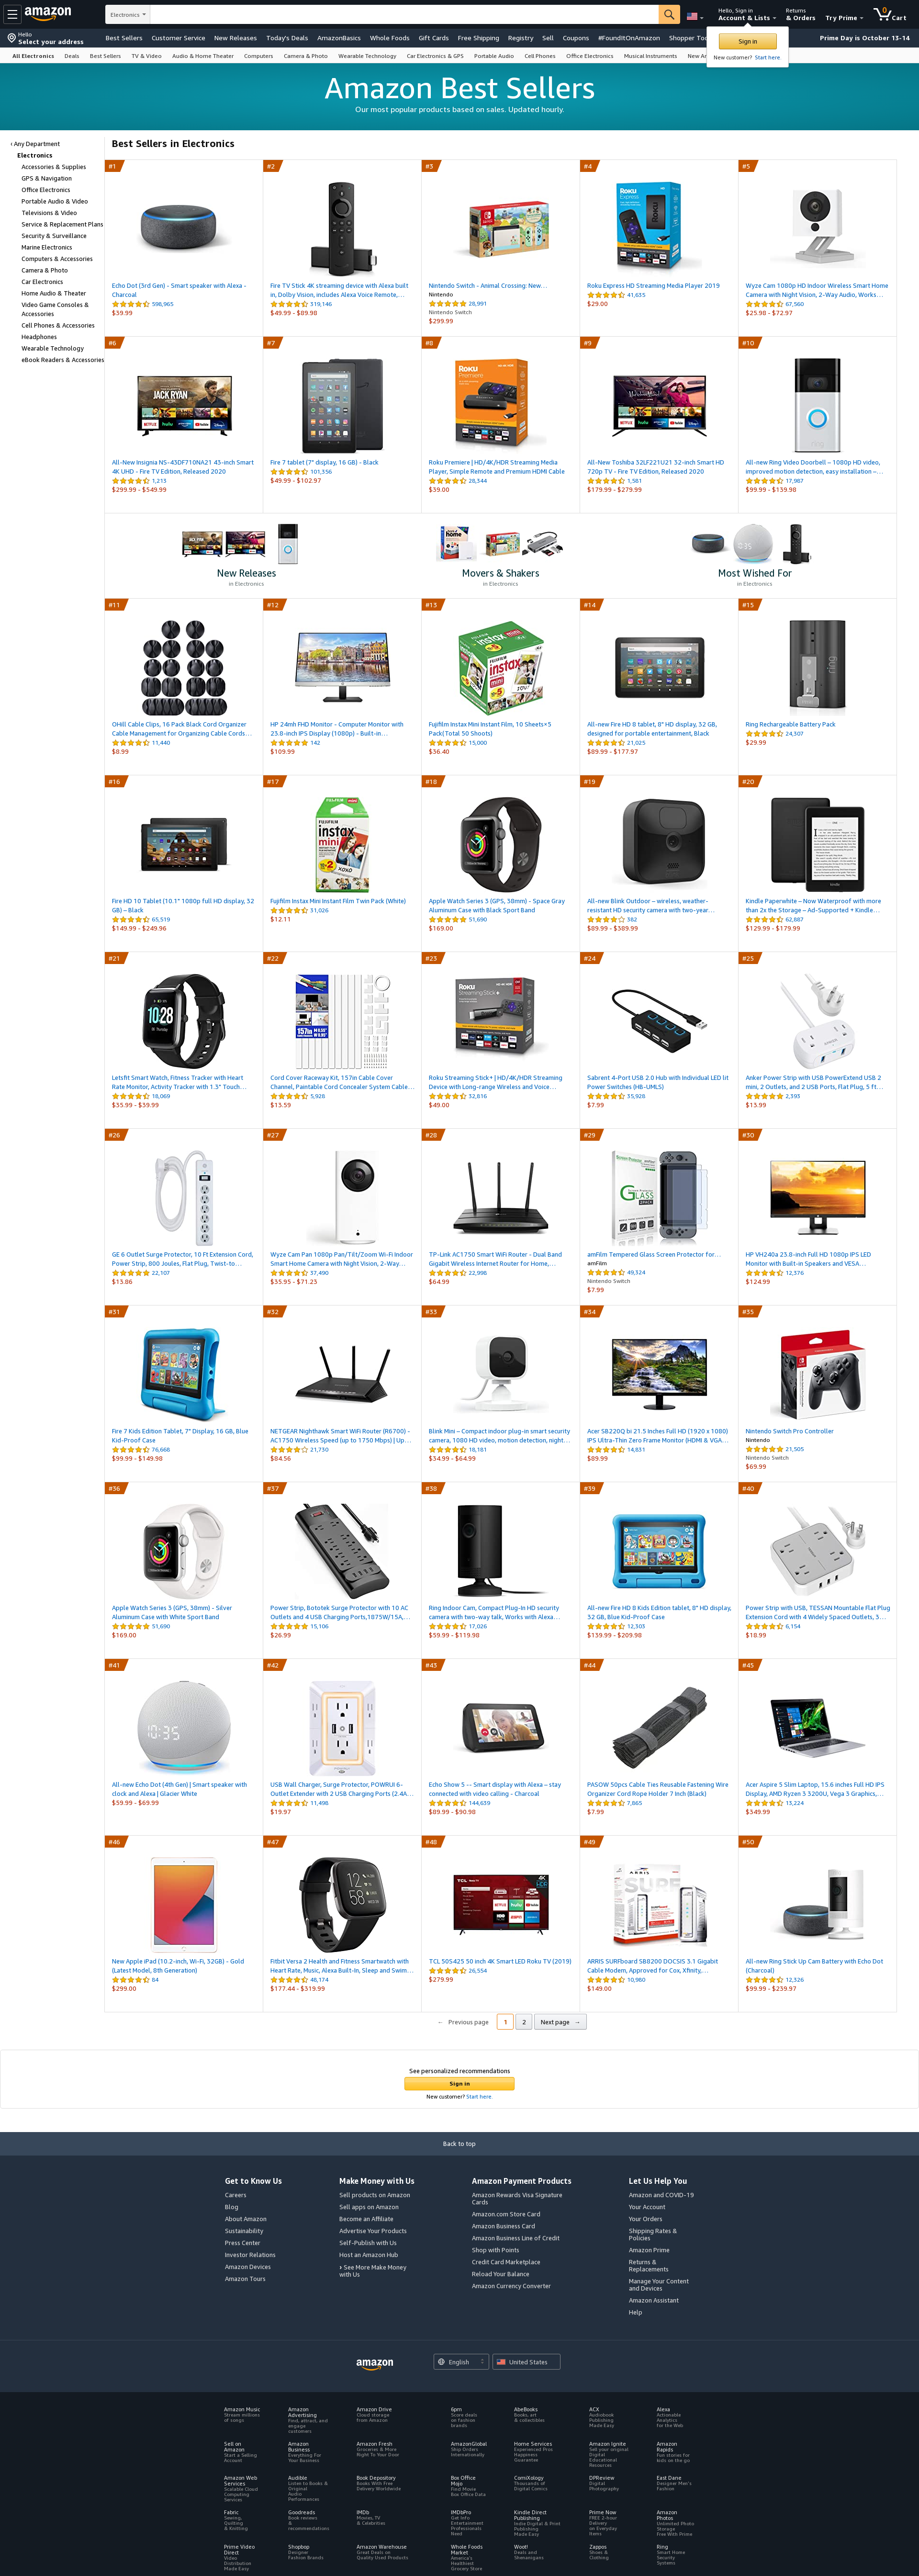 Electronics
Hello, Sign in
Account & Lists
Returns
& Orders
Try Prime
0
Cart
Hello
Select your address
Best Sellers
Customer Service
New Releases
Today's Deals
AmazonBasics
Whole Foods
Gift Cards
Free Shipping
Registry
Sell
Coupons
#FoundItOnAmazon
Shopper Too
Prime Day is October 13-14
Sign in
New customer? Start here.
All Electronics
Deals
Best Sellers
TV & Video
Audio & Home Theater
Computers
Camera & Photo
Wearable Technology
Car Electronics & GPS
Portable Audio
Cell Phones
Office Electronics
Musical Instruments
Amazon Best Sellers
Our most popular products based on sales. Updated hourly.
‹ Any Department
Electronics
Accessories & Supplies
GPS & Navigation
Office Electronics
Portable Audio & Video
Televisions & Video
Service & Replacement Plans
Security & Surveillance
Marine Electronics
Computers & Accessories
Camera & Photo
Car Electronics
Home Audio & Theater
Video Game Consoles &
Accessories
Cell Phones & Accessories
Headphones
Wearable Technology
eBook Readers & Accessories
Best Sellers in Electronics
#1
Echo Dot (3rd Gen) - Smart speaker with Alexa -
Charcoal
598,965
$39.99
#2
Fire TV Stick 4K streaming device with Alexa built
in, Dolby Vision, includes Alexa Voice Remote,…
319,146
$49.99 - $89.98
#3
Nintendo Switch - Animal Crossing: New…
Nintendo
28,991
Nintendo Switch
$299.99
#4
Roku Express HD Streaming Media Player 2019
41,635
$29.00
#5
Wyze Cam 1080p HD Indoor Wireless Smart Home
Camera with Night Vision, 2-Way Audio, Works…
67,560
$25.98 - $72.97
#6
All-New Insignia NS-43DF710NA21 43-inch Smart
4K UHD - Fire TV Edition, Released 2020
1,213
$299.99 - $549.99
#7
Fire 7 tablet (7" display, 16 GB) - Black
101,336
$49.99 - $102.97
#8
Roku Premiere | HD/4K/HDR Streaming Media
Player, Simple Remote and Premium HDMI Cable
28,344
$39.00
#9
All-New Toshiba 32LF221U21 32-inch Smart HD
720p TV - Fire TV Edition, Released 2020
1,581
$179.99 - $279.99
#10
All-new Ring Video Doorbell – 1080p HD video,
improved motion detection, easy installation –…
17,987
$99.99 - $139.98
New Releases
in Electronics
Movers & Shakers
in Electronics
Most Wished For
in Electronics
#11
OHill Cable Clips, 16 Pack Black Cord Organizer
Cable Management for Organizing Cable Cords…
11,440
$8.99
#12
HP 24mh FHD Monitor - Computer Monitor with
23.8-inch IPS Display (1080p) - Built-in…
142
$109.99
#13
Fujifilm Instax Mini Instant Film, 10 Sheets×5
Pack(Total 50 Shoots)
15,000
$36.40
#14
All-new Fire HD 8 tablet, 8" HD display, 32 GB,
designed for portable entertainment, Black
21,025
$89.99 - $177.97
#15
Ring Rechargeable Battery Pack
24,307
$29.99
#16
Fire HD 10 Tablet (10.1" 1080p full HD display, 32
GB) – Black
65,519
$149.99 - $249.96
#17
Fujifilm Instax Mini Instant Film Twin Pack (White)
31,026
$12.11
#18
Apple Watch Series 3 (GPS, 38mm) - Space Gray
Aluminum Case with Black Sport Band
51,690
$169.00
#19
All-new Blink Outdoor – wireless, weather-
resistant HD security camera with two-year…
382
$89.99 - $389.99
#20
Kindle Paperwhite – Now Waterproof with more
than 2x the Storage – Ad-Supported + Kindle…
62,887
$129.99 - $179.99
#21
Letsfit Smart Watch, Fitness Tracker with Heart
Rate Monitor, Activity Tracker with 1.3" Touch…
18,069
$35.99 - $39.99
#22
Cord Cover Raceway Kit, 157in Cable Cover
Channel, Paintable Cord Concealer System Cable…
5,928
$13.59
#23
Roku Streaming Stick+ | HD/4K/HDR Streaming
Device with Long-range Wireless and Voice…
32,816
$49.00
#24
Sabrent 4-Port USB 2.0 Hub with Individual LED lit
Power Switches (HB-UMLS)
35,928
$7.99
#25
Anker Power Strip with USB PowerExtend USB 2
mini, 2 Outlets, and 2 USB Ports, Flat Plug, 5 ft…
2,393
$13.99
#26
GE 6 Outlet Surge Protector, 10 Ft Extension Cord,
Power Strip, 800 Joules, Flat Plug, Twist-to…
22,107
$13.86
#27
Wyze Cam Pan 1080p Pan/Tilt/Zoom Wi-Fi Indoor
Smart Home Camera with Night Vision, 2-Way…
37,490
$35.95 - $71.23
#28
TP-Link AC1750 Smart WiFi Router - Dual Band
Gigabit Wireless Internet Router for Home,…
22,998
$64.99
#29
amFilm Tempered Glass Screen Protector for…
amFilm
49,324
Nintendo Switch
$7.99
#30
HP VH240a 23.8-inch Full HD 1080p IPS LED
Monitor with Built-in Speakers and VESA…
12,376
$124.99
#31
Fire 7 Kids Edition Tablet, 7" Display, 16 GB, Blue
Kid-Proof Case
76,668
$99.99 - $149.98
#32
NETGEAR Nighthawk Smart WiFi Router (R6700) -
AC1750 Wireless Speed (up to 1750 Mbps) | Up…
21,730
$84.56
#33
Blink Mini – Compact indoor plug-in smart security
camera, 1080 HD video, motion detection, night…
18,181
$34.99 - $64.99
#34
Acer SB220Q bi 21.5 Inches Full HD (1920 x 1080)
IPS Ultra-Thin Zero Frame Monitor (HDMI & VGA…
14,831
$89.99
#35
Nintendo Switch Pro Controller
Nintendo
21,505
Nintendo Switch
$69.99
#36
Apple Watch Series 3 (GPS, 38mm) - Silver
Aluminum Case with White Sport Band
51,690
$169.00
#37
Power Strip, Bototek Surge Protector with 10 AC
Outlets and 4 USB Charging Ports,1875W/15A,…
15,106
$26.99
#38
Ring Indoor Cam, Compact Plug-In HD security
camera with two-way talk, Works with Alexa…
17,026
$59.99 - $119.98
#39
All-new Fire HD 8 Kids Edition tablet, 8" HD display,
32 GB, Blue Kid-Proof Case
12,303
$139.99 - $209.98
#40
Power Strip with USB, TESSAN Mountable Flat Plug
Extension Cord with 4 Widely Spaced Outlets, 3…
6,154
$18.99
#41
All-new Echo Dot (4th Gen) | Smart speaker with
clock and Alexa | Glacier White
$59.99 - $69.99
#42
USB Wall Charger, Surge Protector, POWRUI 6-
Outlet Extender with 2 USB Charging Ports (2.4A…
11,498
$19.97
#43
Echo Show 5 -- Smart display with Alexa – stay
connected with video calling - Charcoal
144,639
$89.99 - $90.98
#44
PASOW 50pcs Cable Ties Reusable Fastening Wire
Organizer Cord Rope Holder 7 Inch (Black)
7,865
$7.99
#45
Acer Aspire 5 Slim Laptop, 15.6 inches Full HD IPS
Display, AMD Ryzen 3 3200U, Vega 3 Graphics,…
13,224
$349.99
#46
New Apple iPad (10.2-inch, Wi-Fi, 32GB) - Gold
(Latest Model, 8th Generation)
84
$299.00
#47
Fitbit Versa 2 Health and Fitness Smartwatch with
Heart Rate, Music, Alexa Built-In, Sleep and Swim…
48,174
$177.44 - $319.99
#48
TCL 50S425 50 inch 4K Smart LED Roku TV (2019)
26,554
$279.99
#49
ARRIS SURFboard SB8200 DOCSIS 3.1 Gigabit
Cable Modem, Approved for Cox, Xfinity,…
10,980
$149.00
#50
All-new Ring Stick Up Cam Battery with Echo Dot
(Charcoal)
12,326
$99.99 - $239.97
← Previous page
1
2
Next page →
See personalized recommendations
Sign in
New customer? Start here.
Back to top
Get to Know Us
Careers
Blog
About Amazon
Sustainability
Press Center
Investor Relations
Amazon Devices
Amazon Tours
Make Money with Us
Sell products on Amazon
Sell apps on Amazon
Become an Affiliate
Advertise Your Products
Self-Publish with Us
Host an Amazon Hub
› See More Make Money
with Us
Amazon Payment Products
Amazon Rewards Visa Signature
Cards
Amazon.com Store Card
Amazon Business Card
Amazon Business Line of Credit
Shop with Points
Credit Card Marketplace
Reload Your Balance
Amazon Currency Converter
Let Us Help You
Amazon and COVID-19
Your Account
Your Orders
Shipping Rates &
Policies
Amazon Prime
Returns &
Replacements
Manage Your Content
and Devices
Amazon Assistant
Help
amazon
English
United States
Amazon Music
Stream millions
of songs
Amazon
Advertising
Find, attract, and
engage
customers
Amazon Drive
Cloud storage
from Amazon
6pm
Score deals
on fashion
brands
AbeBooks
Books, art
& collectibles
ACX
Audiobook
Publishing
Made Easy
Alexa
Actionable
Analytics
for the Web
Sell on
Amazon
Start a Selling
Account
Amazon
Business
Everything For
Your Business
Amazon Fresh
Groceries & More
Right To Your Door
AmazonGlobal
Ship Orders
Internationally
Home Services
Experienced Pros
Happiness
Guarantee
Amazon Ignite
Sell your original
Digital
Educational
Resources
Amazon
Rapids
Fun stories for
kids on the go
Amazon Web
Services
Scalable Cloud
Computing
Services
Audible
Listen to Books &
Original
Audio
Performances
Book Depository
Books With Free
Delivery Worldwide
Box Office
Mojo
Find Movie
Box Office Data
ComiXology
Thousands of
Digital Comics
DPReview
Digital
Photography
East Dane
Designer Men's
Fashion
Fabric
Sewing,
Quilting
& Knitting
Goodreads
Book reviews
&
recommendations
IMDb
Movies, TV
& Celebrities
IMDbPro
Get Info
Entertainment
Professionals
Need
Kindle Direct
Publishing
Indie Digital & Print
Publishing
Made Easy
Prime Now
FREE 2-hour
Delivery
on Everyday
Items
Amazon
Photos
Unlimited Photo
Storage
Free With Prime
Prime Video
Direct
Video
Distribution
Made Easy
Shopbop
Designer
Fashion Brands
Amazon Warehouse
Great Deals on
Quality Used Products
Whole Foods
Market
America's
Healthiest
Grocery Store
Woot!
Deals and
Shenanigans
Zappos
Shoes &
Clothing
Ring
Smart Home
Security
Systems